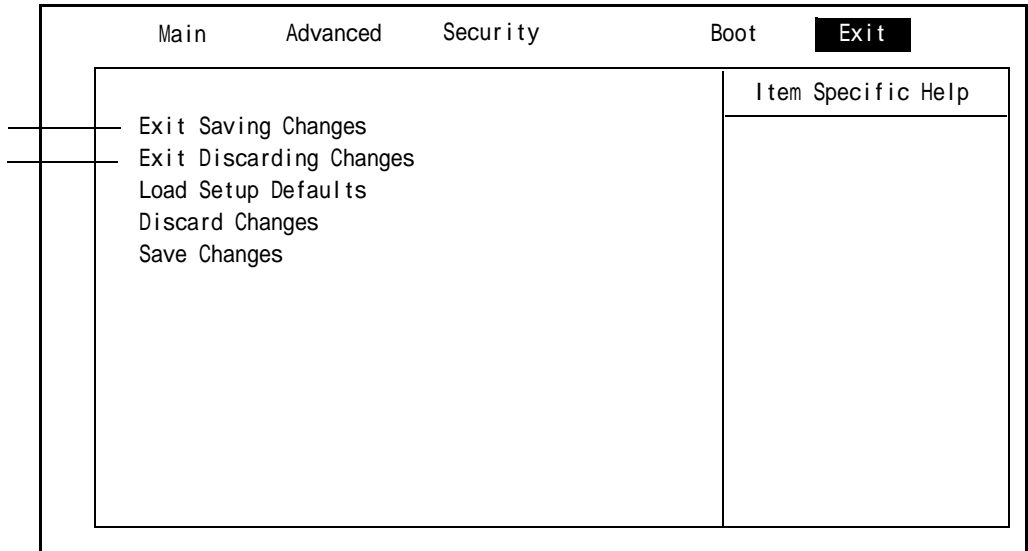 Main Advanced Security Boot Exit
Item Specific Help
Exit Saving Changes
Exit Discarding Changes
Load Setup Defaults
Discard Changes
Save Changes